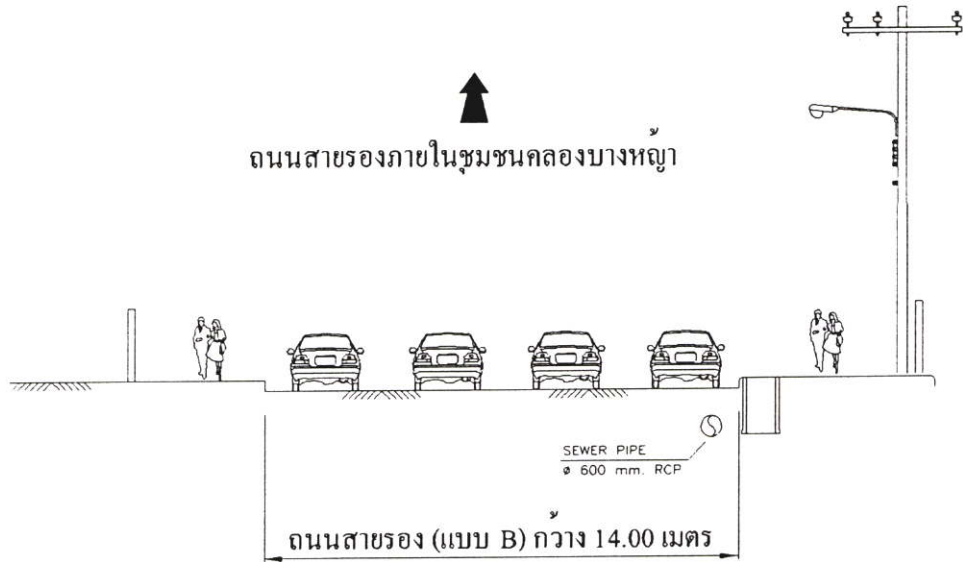 ถนนสายรองภายในชุมชนคลองบางหญ้า
SEWER PIPE
ø 600 mm. RCP
ถนนสายรอง (แบบ B) กว้าง 14.00 เมตร